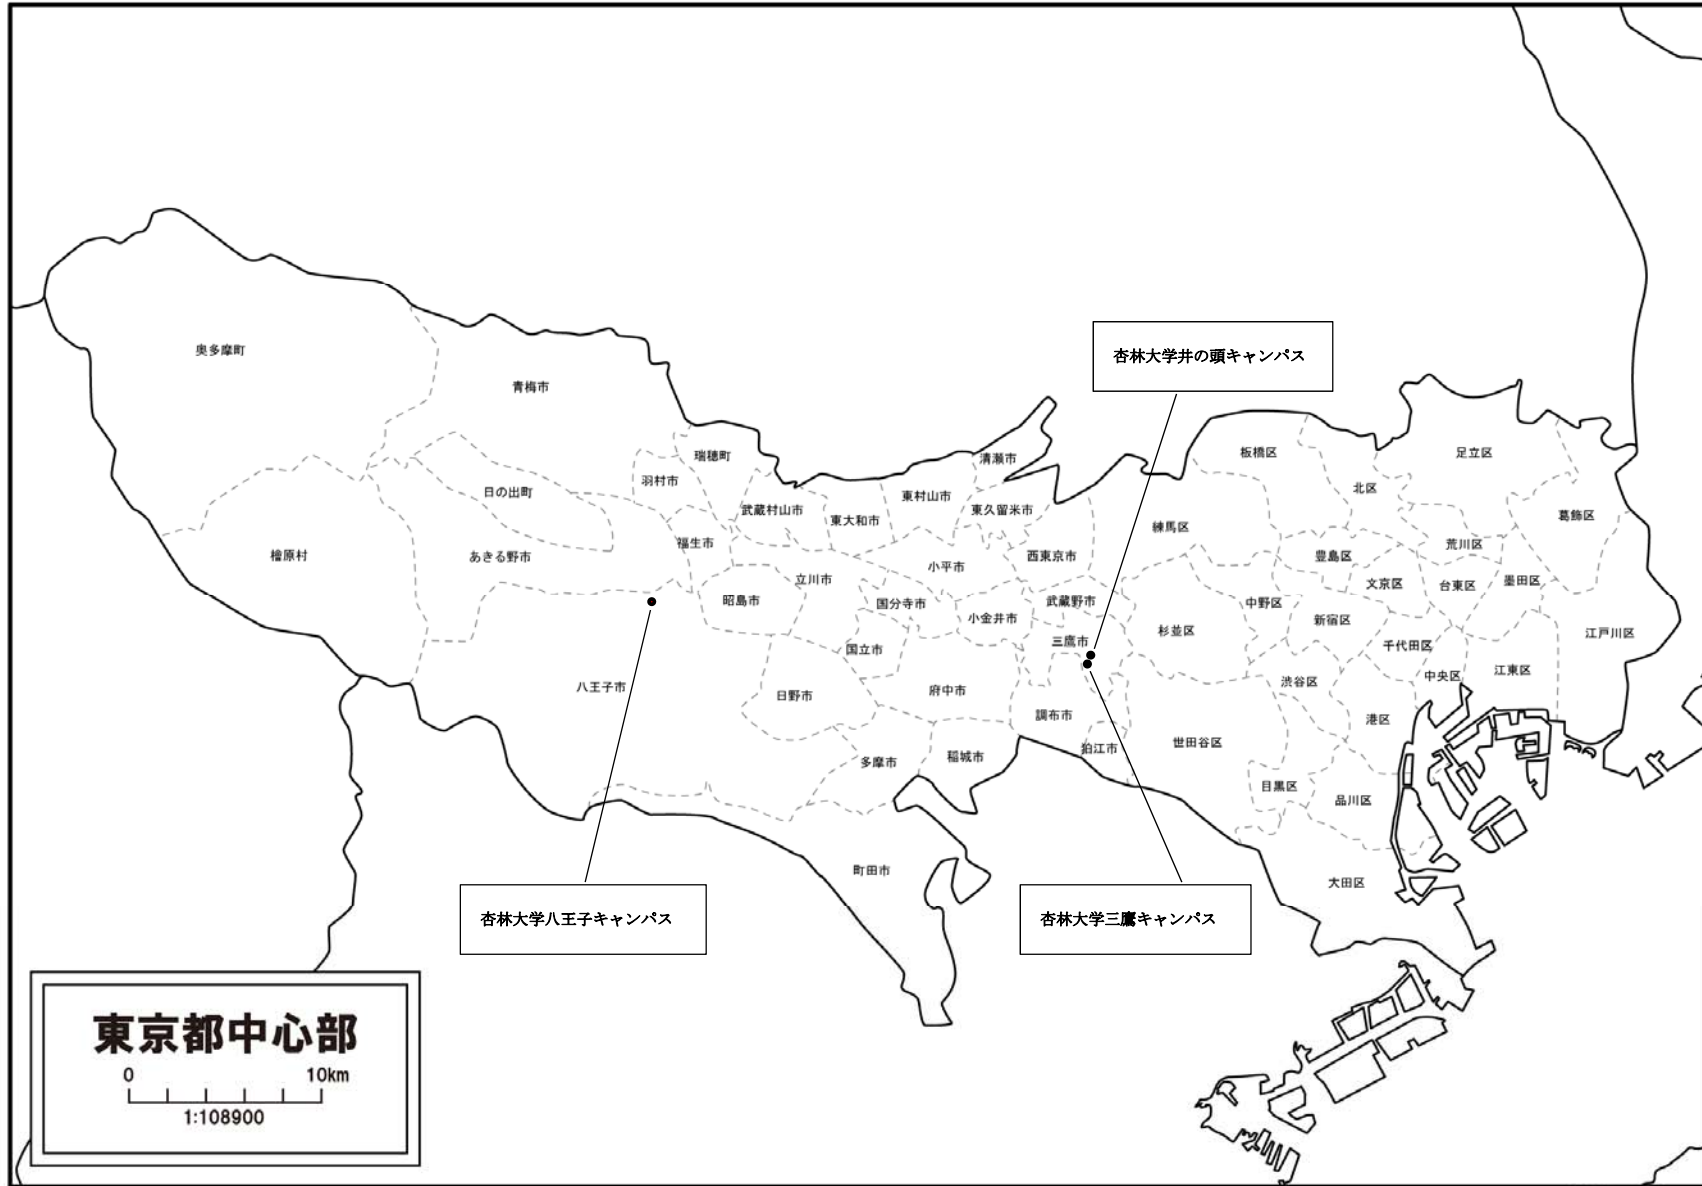 杏林大学井の頭キャンパス
奥多摩町
青梅市
瑞穂町
羽村市
清瀬市
板橋区
足立区
北区
日の出町
武蔵村山市
東大和市
東村山市
東久留米市
練馬区
葛飾区
檜原村
あきる野市
福生市
立川市
小平市
西東京市
豊島区
荒川区
文京区
台東区
墨田区
昭島市
国分寺市
小金井市
武蔵野市
中野区
杉並区
新宿区
江戸川区
国立市
三鷹市
千代田区
八王子市
日野市
府中市
渋谷区
中央区
江東区
調布市
港区
狛江市
世田谷区
多摩市
稲城市
目黒区
品川区
町田市
大田区
杏林大学八王子キャンパス
杏林大学三鷹キャンパス
東京都中心部
0 10km
1:108900